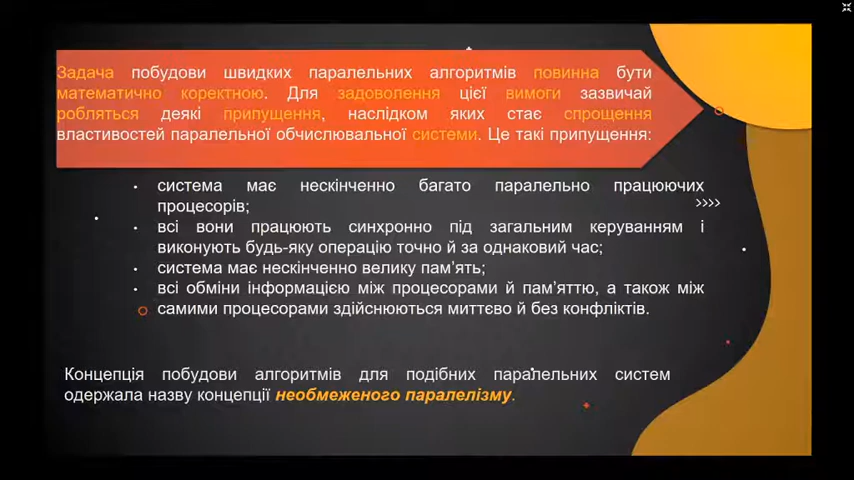 Задача побудови швидких паралельних алгоритмів повинна бути
математично коректною. Для задоволення цієї вимоги зазвичай
робляться деякі припущення, наслідком яких стає спрощення
властивостей паралельної обчислювальної системи. Це такі припущення:
• система має нескінченно багато паралельно працюючих
процесорів;
• всі вони працюють синхронно під загальним керуванням і
виконують будь-яку операцію точно й за однаковий час;
• система має нескінченно велику пам’ять;
• всі обміни інформацією між процесорами й пам’яттю, а також між
самими процесорами здійснюються миттєво й без конфліктів.
Концепція побудови алгоритмів для подібних паралельних систем
одержала назву концепції необмеженого паралелізму.